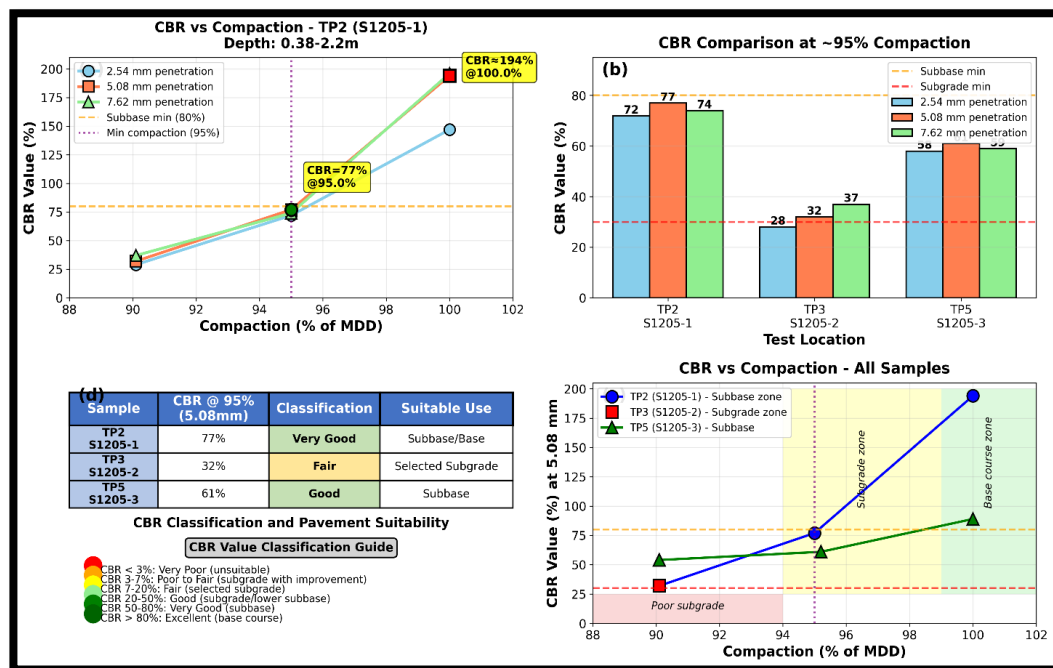 CBR vs Compaction - TP2 (S1205-1)
Depth: 0.38-2.2m
CBR Value (%)
200
175
150
125
100
75
50
25
0
2.54 mm penetration
5.08 mm penetration
7.62 mm penetration
Subbase min (80%)
Min compaction (95%)
CBR≈194%
@100.0%
CBR=77%
@95.0%
88 90 92 94 96 98 100 102
Compaction (% of MDD)
CBR Comparison at ~95% Compaction
(b)
CBR Value (%)
80
60
40
20
0
Subbase min
Subgrade min
2.54 mm penetration
5.08 mm penetration
7.62 mm penetration
72 77 74
28 32 37
58 59
TP2 TP3 TP5
S1205-1 S1205-2 S1205-3
Test Location
(d)
Sample CBR @ 95% (5.08mm) Classification Suitable Use
TP2 S1205-1 77% Very Good Subbase/Base
TP3 S1205-2 32% Fair Selected Subgrade
TP5 S1205-3 61% Good Subbase
CBR Classification and Pavement Suitability
CBR Value Classification Guide
CBR < 3%: Very Poor (unsuitable)
CBR 3-7%: Poor to Fair (subgrade with improvement)
CBR 7-20%: Fair (selected subgrade)
CBR 20-50%: Good (subgrade/lower subbase)
CBR 50-80%: Very Good (subbase)
CBR > 80%: Excellent (base course)
CBR vs Compaction - All Samples
CBR Value (%) at 5.08 mm
200
175
150
125
100
75
50
25
0
TP2 (S1205-1) - Subbase zone
TP3 (S1205-2) - Subgrade zone
TP5 (S1205-3) - Subbase
Subgrade zone
Base course zone
Poor subgrade
88 90 92 94 96 98 100 102
Compaction (% of MDD)